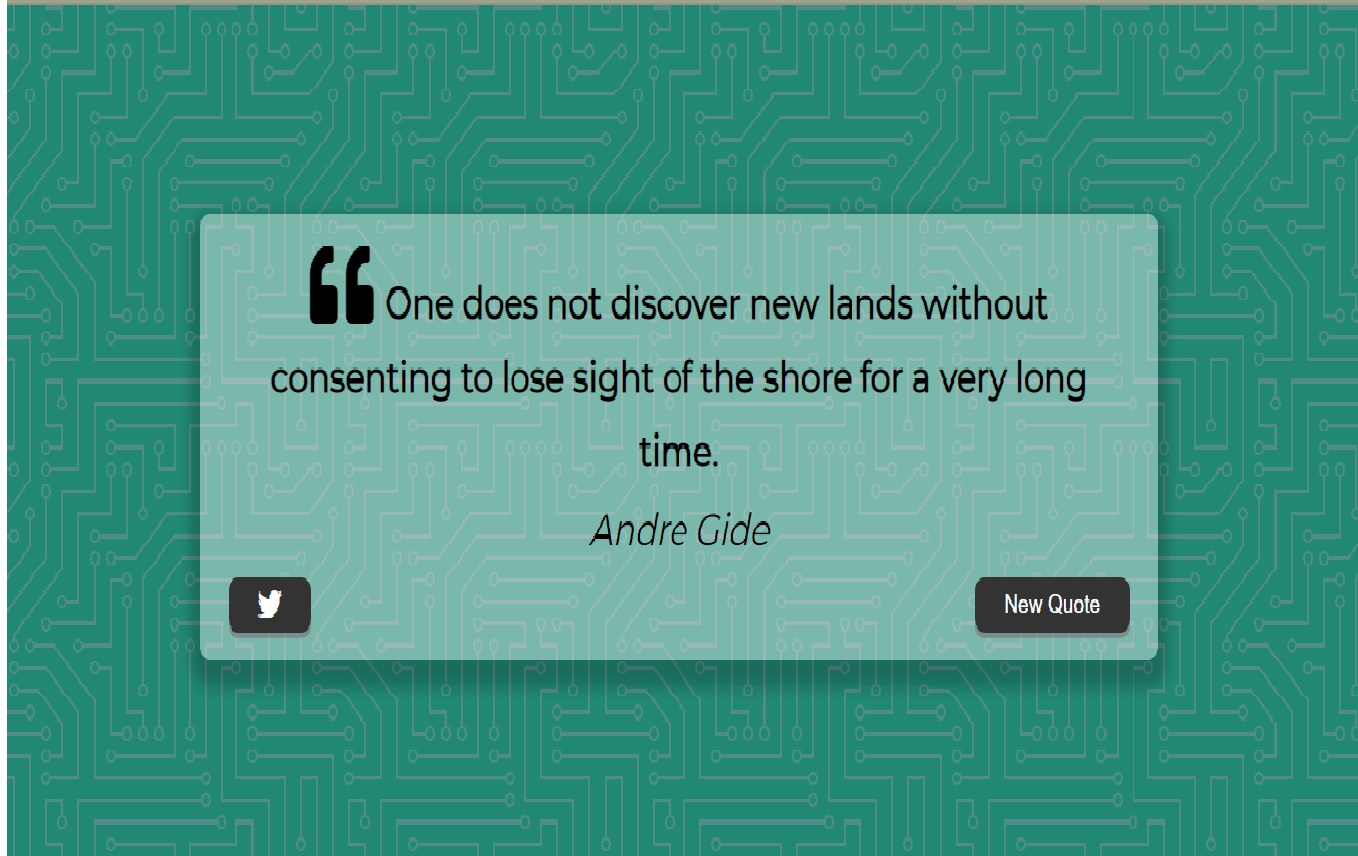 “ One does not discover new lands without
consenting to lose sight of the shore for a very long
time.
Andre Gide
New Quote